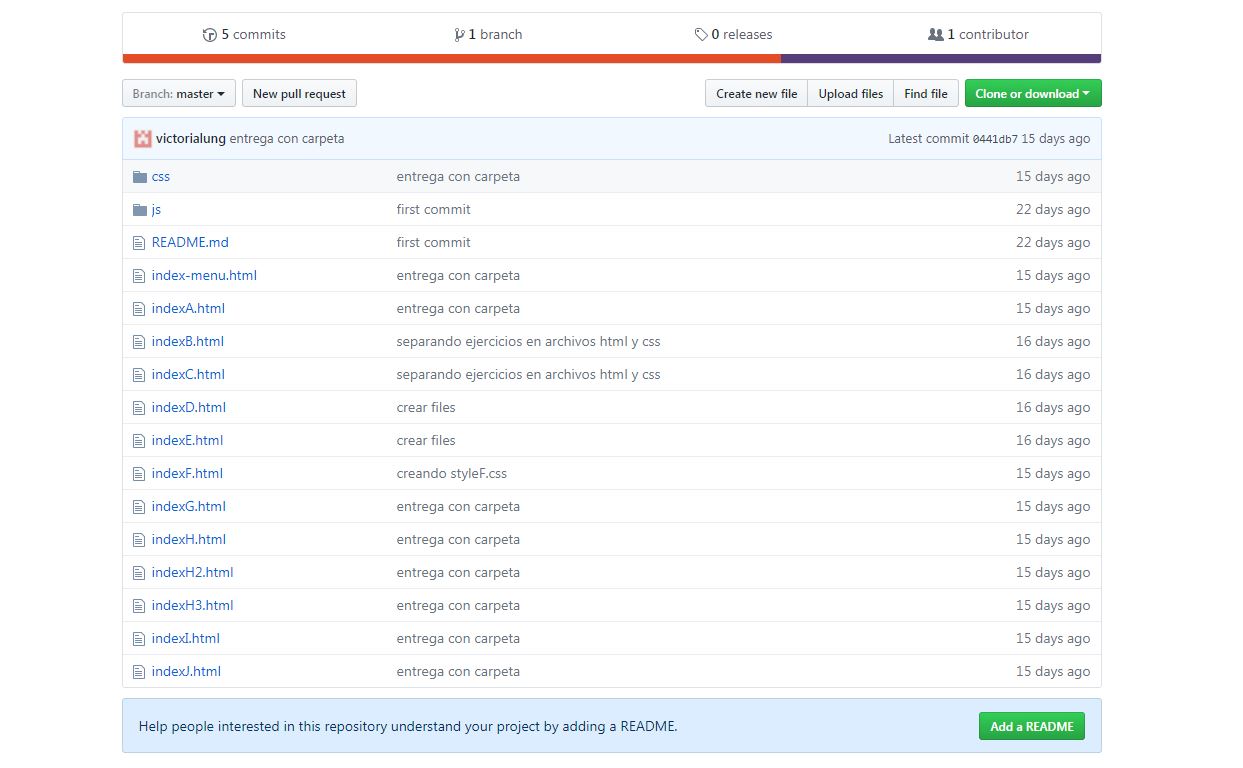 5 commits 1 branch 0 releases 1 contributor
Branch: master New pull request Create new file Upload files Find file Clone or download
victorialung entrega con carpeta Latest commit 0441db7 15 days ago
css entrega con carpeta 15 days ago
js first commit 22 days ago
README.md first commit 22 days ago
index-menu.html entrega con carpeta 15 days ago
indexA.html entrega con carpeta 15 days ago
indexB.html separando ejercicios en archivos html y css 16 days ago
indexC.html separando ejercicios en archivos html y css 16 days ago
indexD.html crear files 16 days ago
indexE.html crear files 16 days ago
indexF.html creando styleF.css 15 days ago
indexG.html entrega con carpeta 15 days ago
indexH.html entrega con carpeta 15 days ago
indexH2.html entrega con carpeta 15 days ago
indexH3.html entrega con carpeta 15 days ago
indexI.html entrega con carpeta 15 days ago
indexJ.html entrega con carpeta 15 days ago
Help people interested in this repository understand your project by adding a README. Add a README